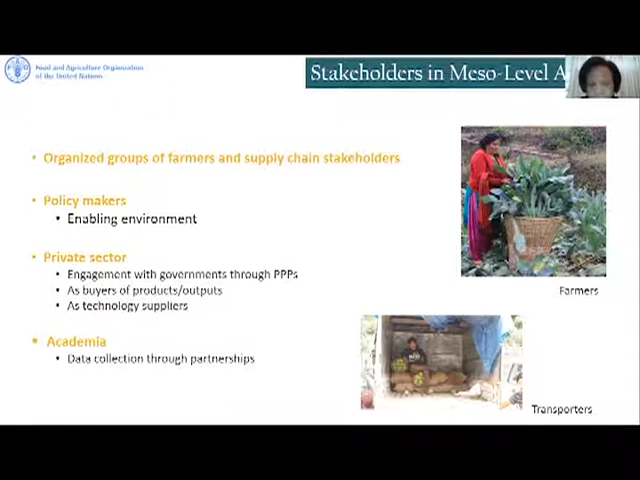 Food and Agriculture Organization
of the United Nations
Stakeholders in Meso-Level A
• Organized groups of farmers and supply chain stakeholders
• Policy makers
• Enabling environment
• Private sector
• Engagement with governments through PPPs
• As buyers of products/outputs
• As technology suppliers
Farmers
▪ Academia
• Data collection through partnerships
Transporters